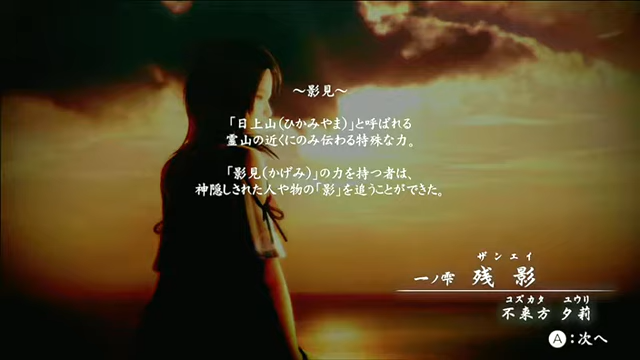 ～影見～
「日上山(ひかみやま)」と呼ばれる
霊山の近くにのみ伝わる特殊な力。
「影見(かげみ)」の力を持つ者は、
神隠しされた人や物の「影」を追うことができた。
ザンエイ
一ノ雫 残影
コズカタ ユウリ
不来方 夕莉
A:次へ